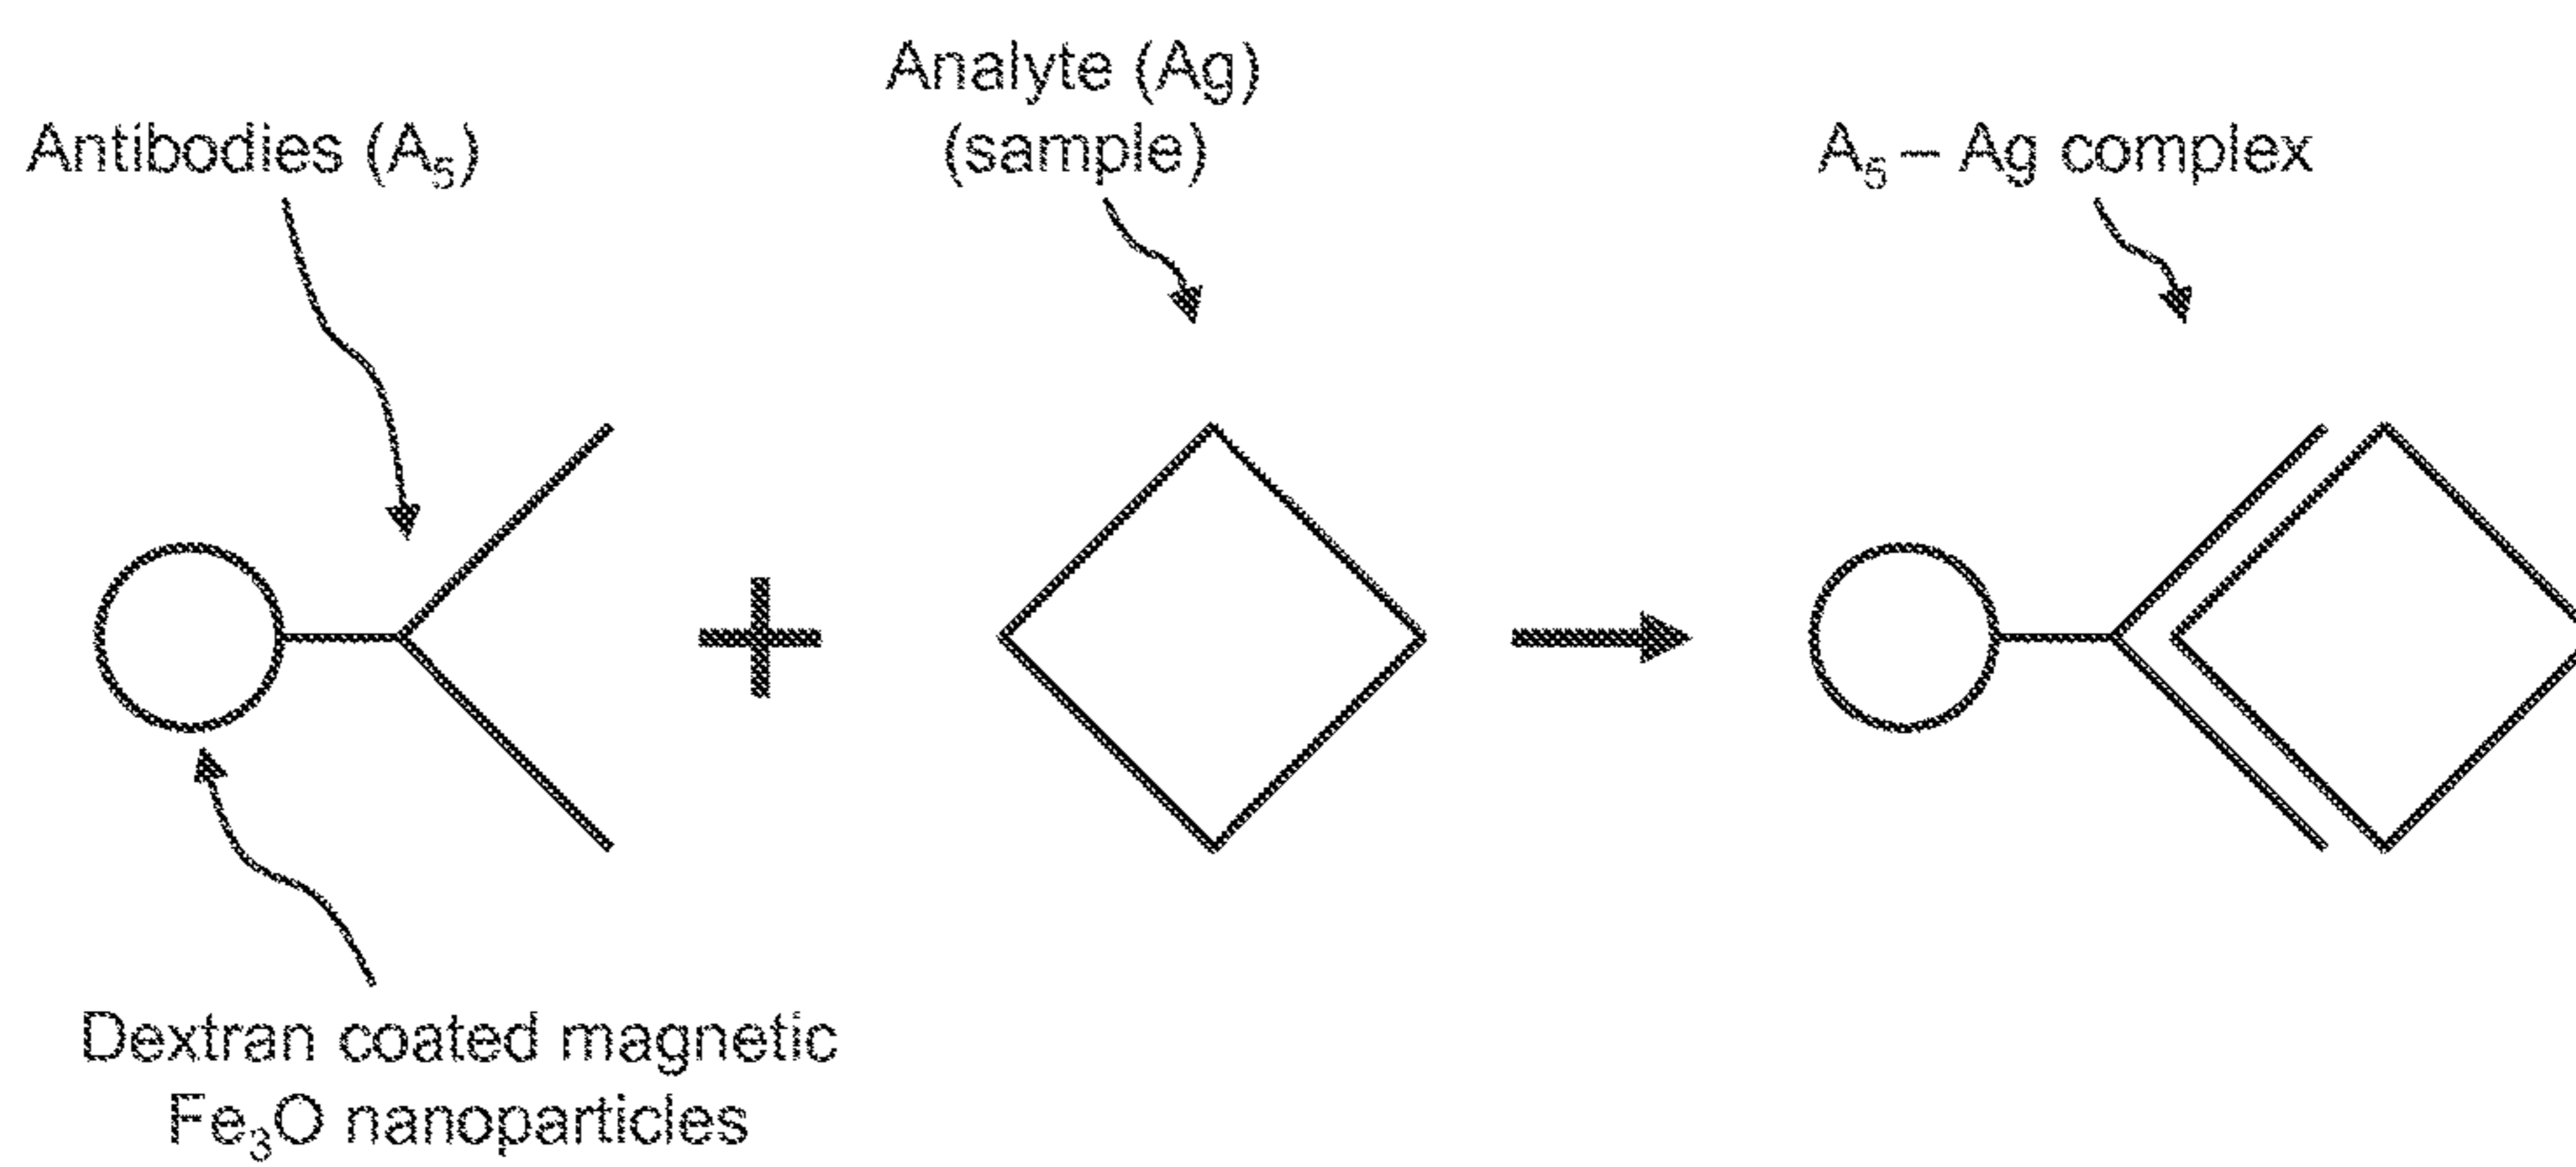 Antibodies (A₅)
Analyte (Ag)
(sample)
A₅ – Ag complex
Dextran coated magnetic
Fe₃O nanoparticles